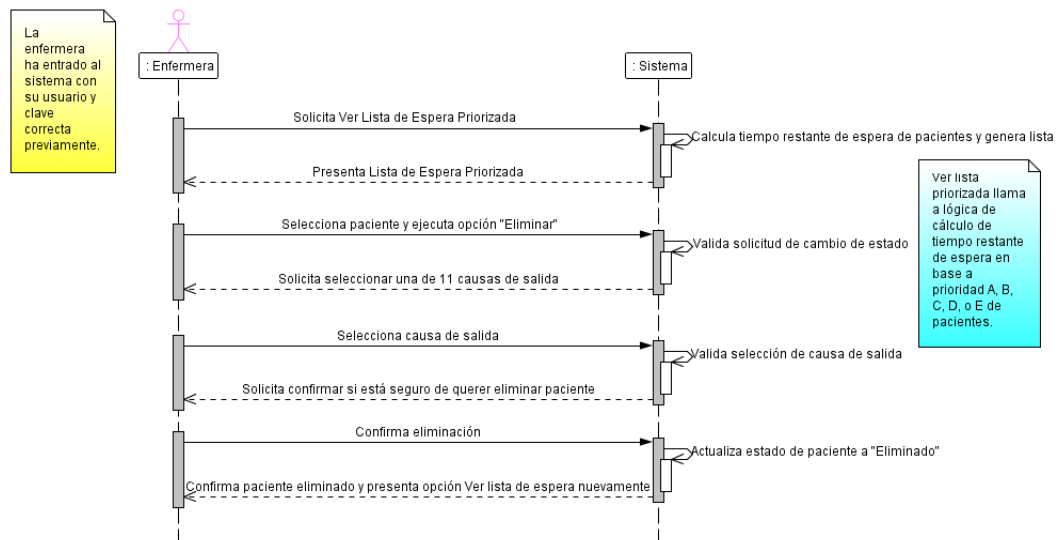 La
enfermera
ha entrado al
sistema con
su usuario y
clave
correcta
previamente.
: Enfermera
: Sistema
Solicita Ver Lista de Espera Priorizada
Calcula tiempo restante de espera de pacientes y genera lista
Presenta Lista de Espera Priorizada
Ver lista
priorizada llama
a lógica de
cálculo de
tiempo restante
de espera en
base a
prioridad A, B,
C, D, o E de
pacientes.
Selecciona paciente y ejecuta opción "Eliminar"
Valida solicitud de cambio de estado
Solicita seleccionar una de 11 causas de salida
Selecciona causa de salida
Valida selección de causa de salida
Solicita confirmar si está seguro de querer eliminar paciente
Confirma eliminación
Actualiza estado de paciente a "Eliminado"
Confirma paciente eliminado y presenta opción Ver lista de espera nuevamente